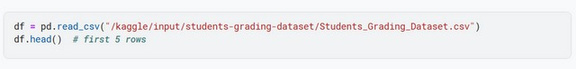 df = pd.read_csv("/kaggle/input/students-grading-dataset/Students_Grading_Dataset.csv")
df.head()  # first 5 rows